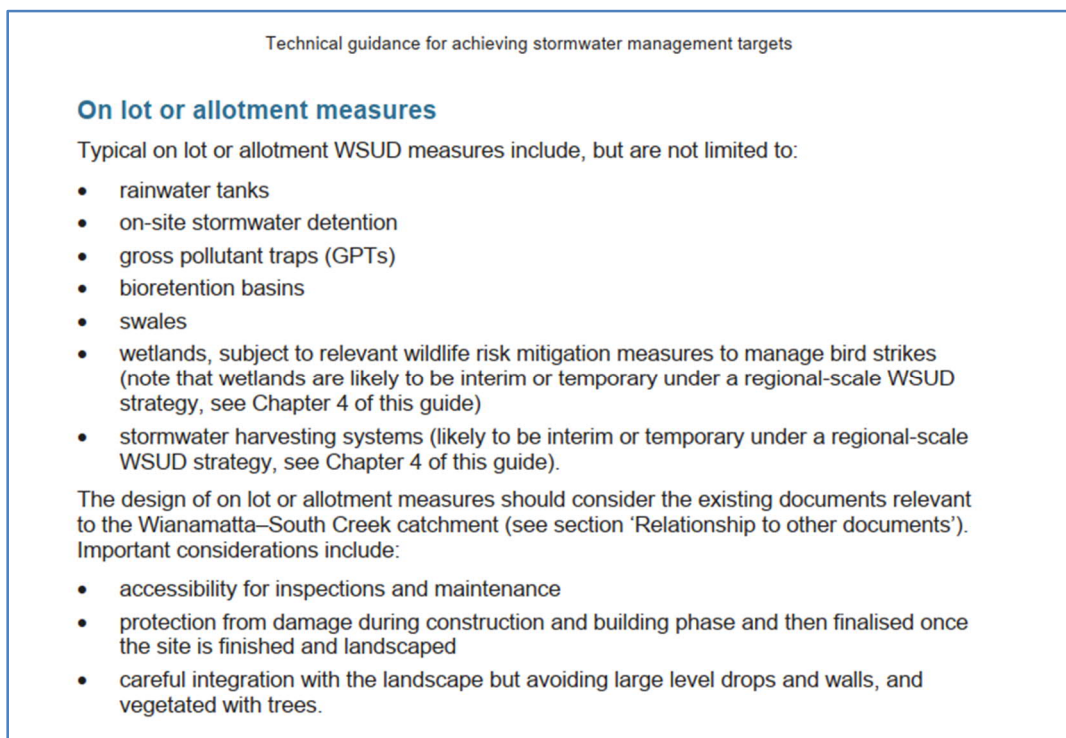 Technical guidance for achieving stormwater management targets
On lot or allotment measures
Typical on lot or allotment WSUD measures include, but are not limited to:
• rainwater tanks
• on-site stormwater detention
• gross pollutant traps (GPTs)
• bioretention basins
• swales
• wetlands, subject to relevant wildlife risk mitigation measures to manage bird strikes
(note that wetlands are likely to be interim or temporary under a regional-scale WSUD
strategy, see Chapter 4 of this guide)
• stormwater harvesting systems (likely to be interim or temporary under a regional-scale
WSUD strategy, see Chapter 4 of this guide).
The design of on lot or allotment measures should consider the existing documents relevant
to the Wianamatta–South Creek catchment (see section ‘Relationship to other documents’).
Important considerations include:
• accessibility for inspections and maintenance
• protection from damage during construction and building phase and then finalised once
the site is finished and landscaped
• careful integration with the landscape but avoiding large level drops and walls, and
vegetated with trees.